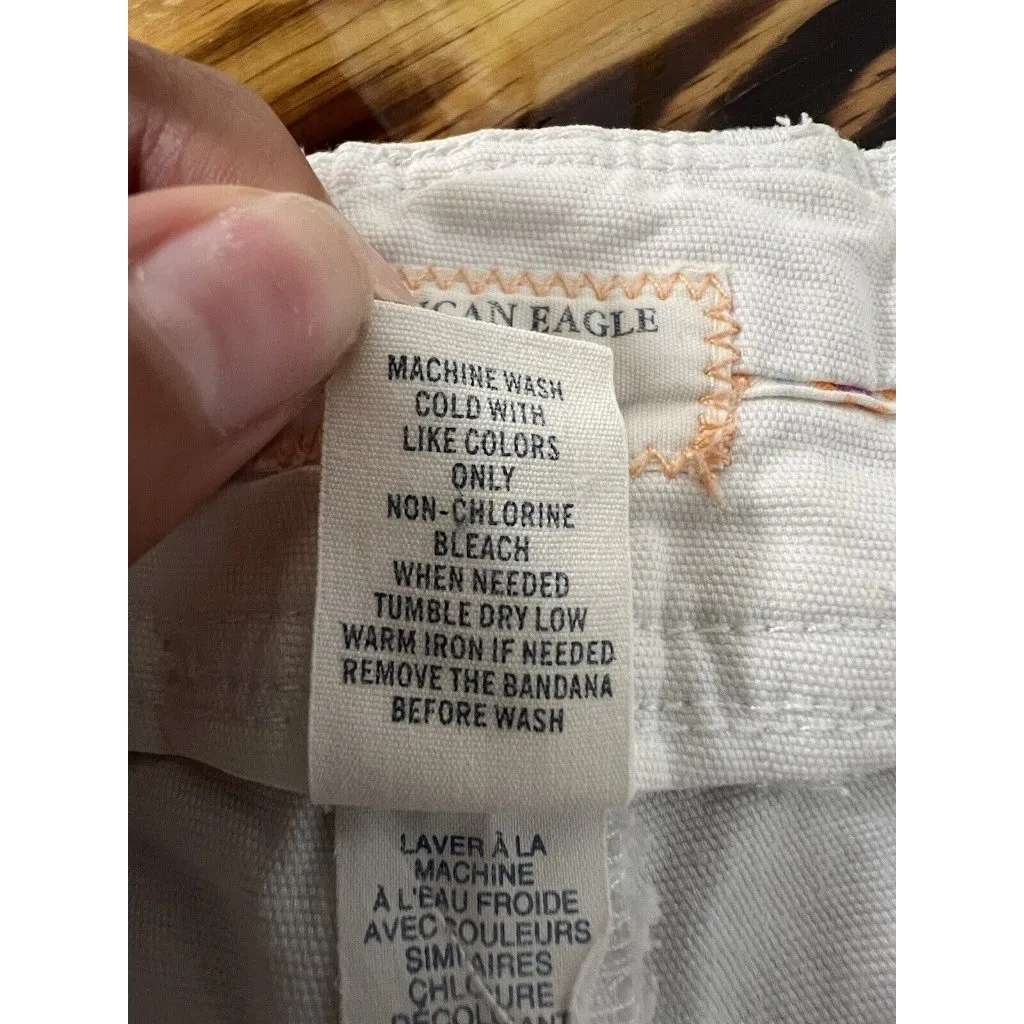 EAGLE
MACHINE WASH
COLD WITH
LIKE COLORS
ONLY
NON-CHLORINE
BLEACH
WHEN NEEDED
TUMBLE DRY LOW
WARM IRON IF NEEDED
REMOVE THE BANDANA
BEFORE WASH
LAVER À LA
MACHINE
À L'EAU FROIDE
AVEC COULEURS
SIMILAIRES
CHLORURE